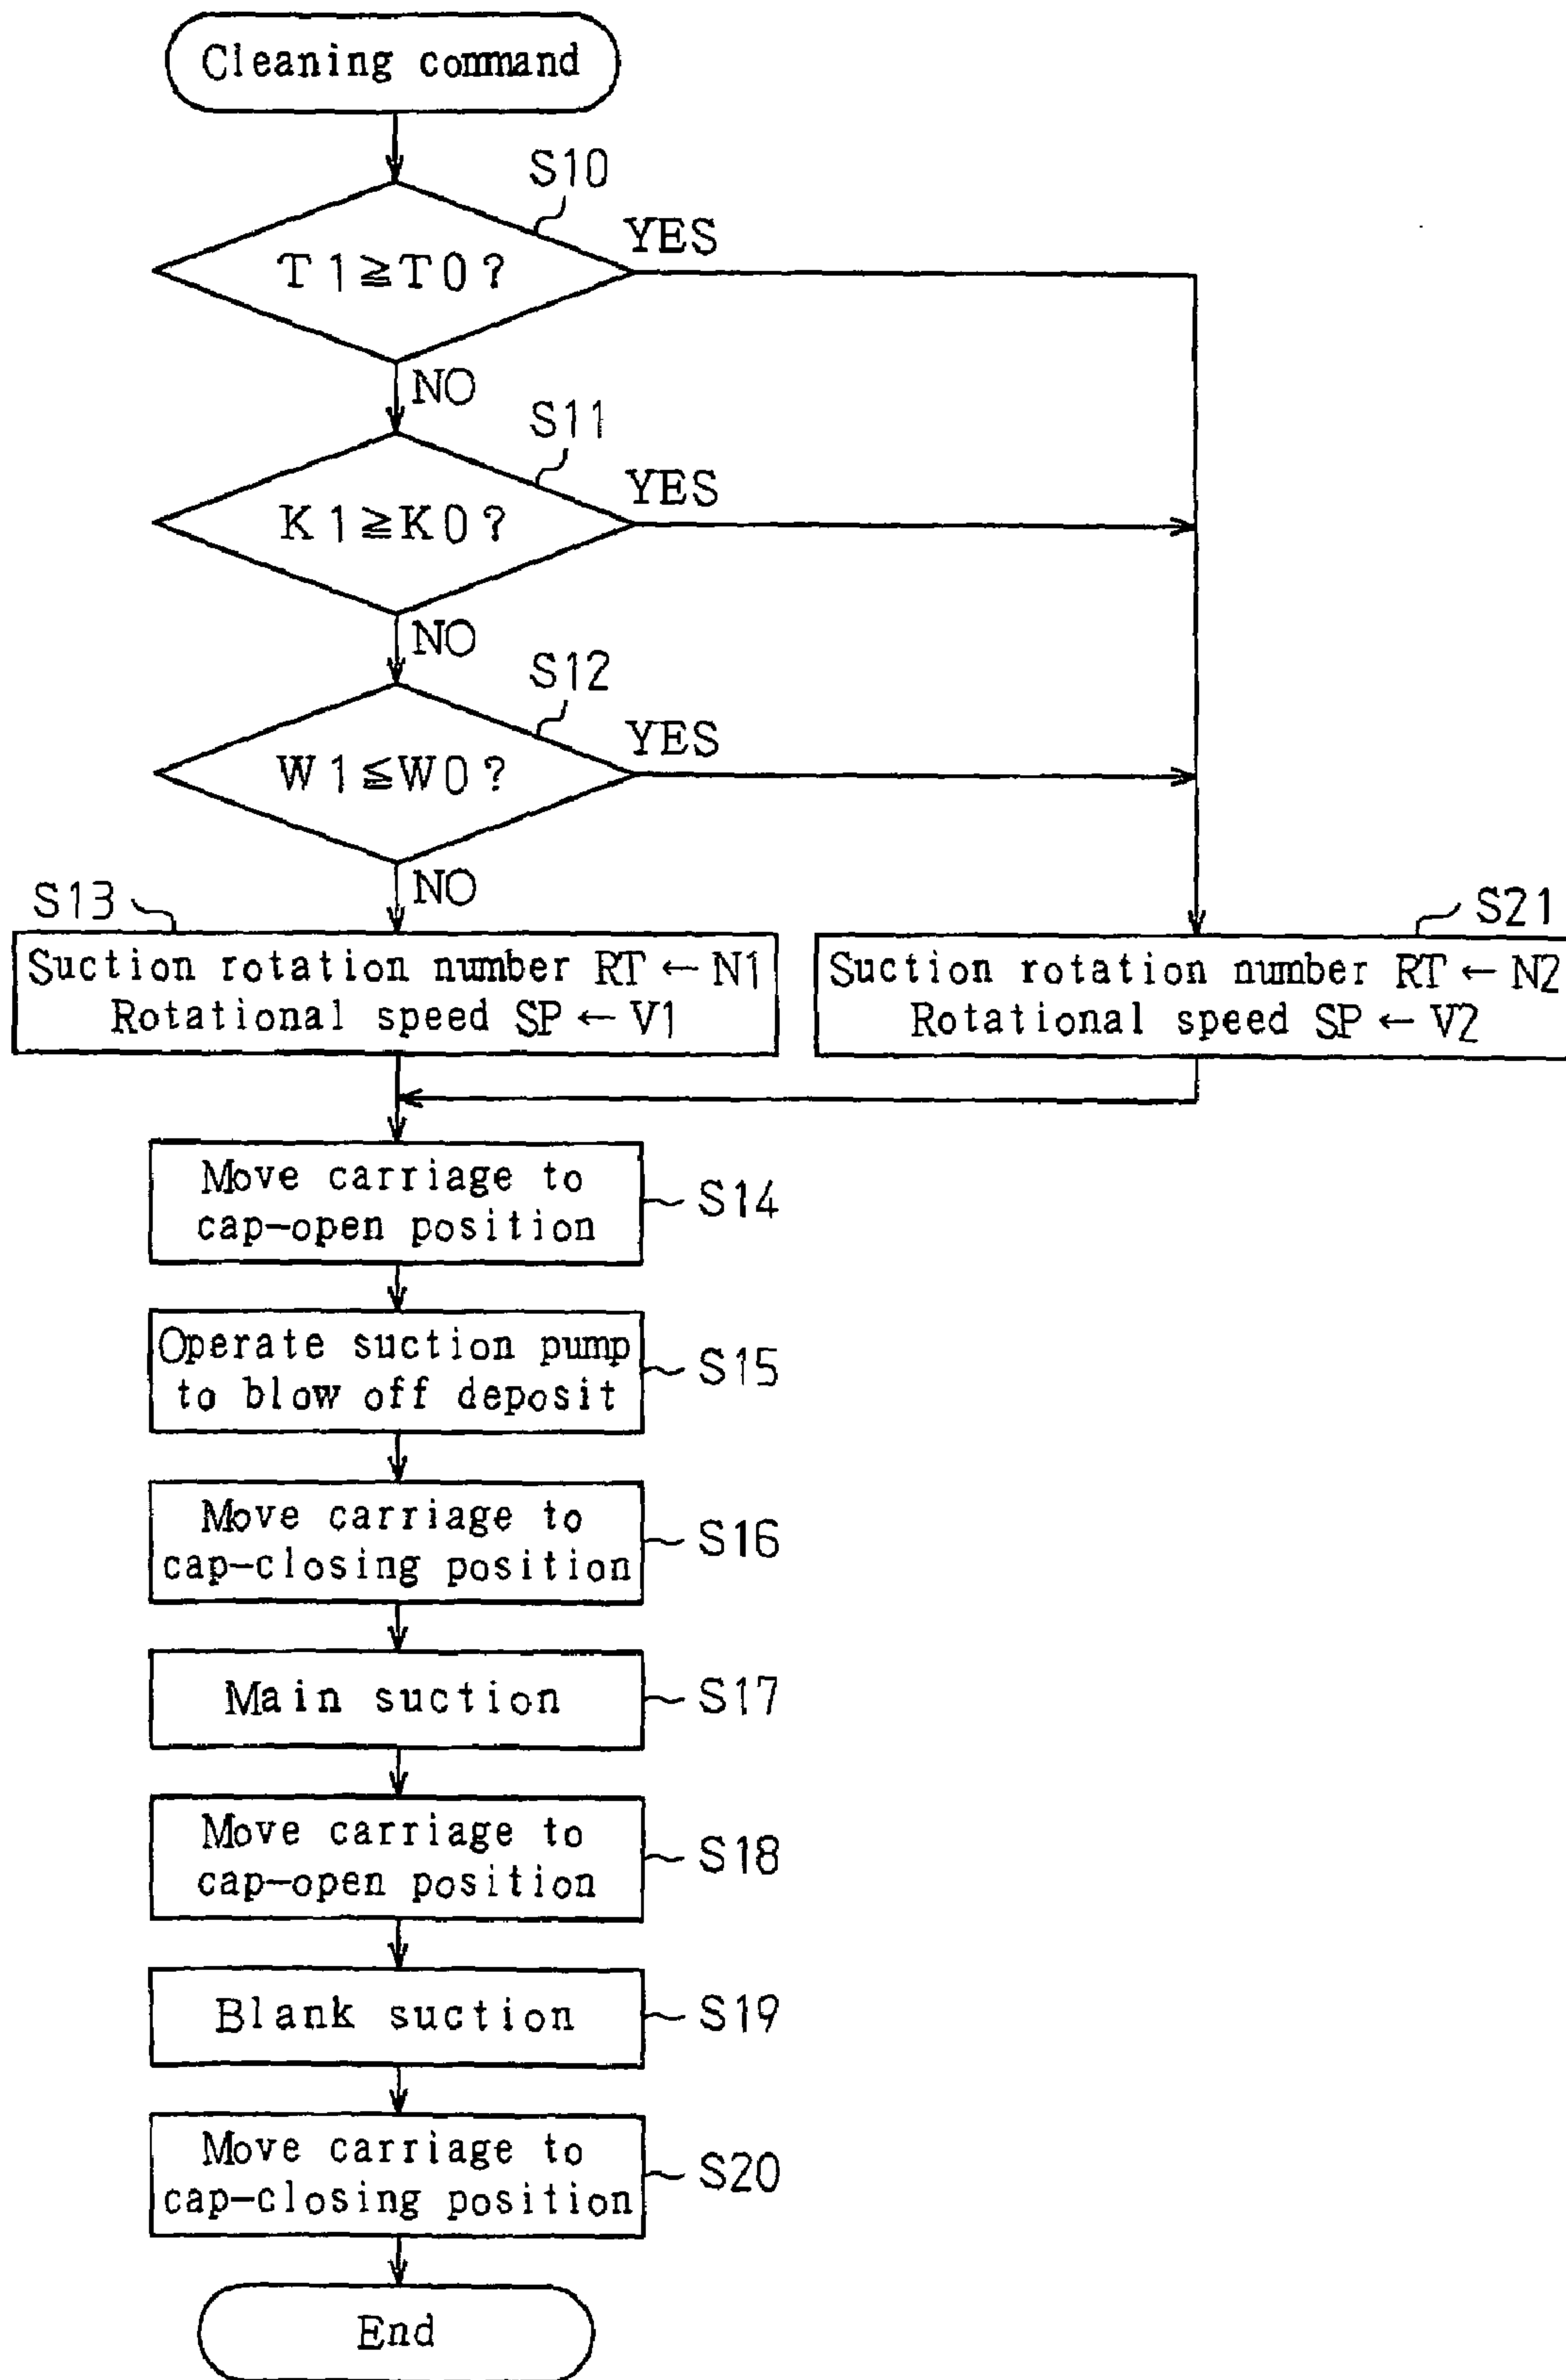 Cleaning command
S10
T1≧T0?
YES
NO
S11
K1≧K0?
YES
NO
S12
W1≦W0?
YES
NO
S13
Suction rotation number RT ← N1
Rotational speed SP ← V1
S21
Suction rotation number RT ← N2
Rotational speed SP ← V2
Move carriage to
cap-open position
S14
Operate suction pump
to blow off deposit
S15
Move carriage to
cap-closing position
S16
Main suction
S17
Move carriage to
cap-open position
S18
Blank suction
S19
Move carriage to
cap-closing position
S20
End